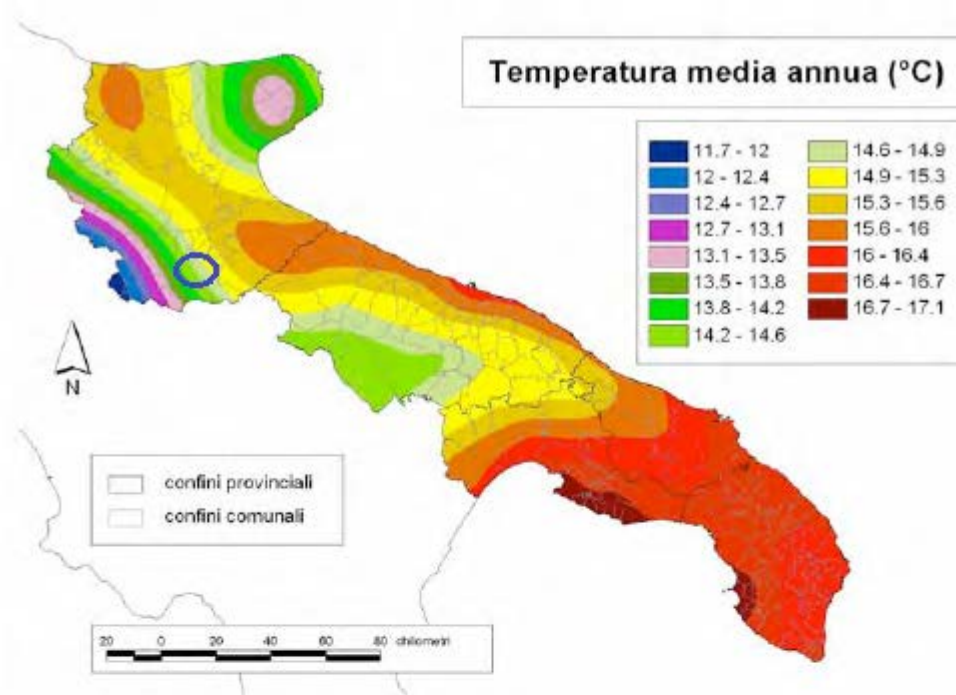 Temperatura media annua (°C)
11.7 - 12
12 - 12.4
12.4 - 12.7
12.7 - 13.1
13.1 - 13.5
13.5 - 13.8
13.8 - 14.2
14.2 - 14.6
14.6 - 14.9
14.9 - 15.3
15.3 - 15.6
15.6 - 16
16 - 16.4
16.4 - 16.7
16.7 - 17.1
N
confini provinciali
confini comunali
20 0 20 40 60 80 chilometri